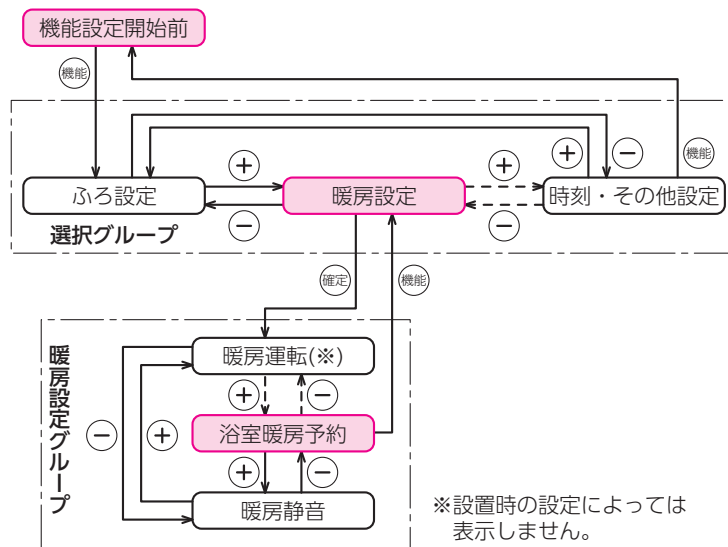 機能設定開始前
機能
+
-
+
+
-
機能
ふろ設定
暖房設定
時刻・その他設定
-
選択グループ
確定
機能
暖房設定グループ
暖房運転(※)
+
-
-
+
浴室暖房予約
+
-
暖房静音
※設置時の設定によっては
表示しません。